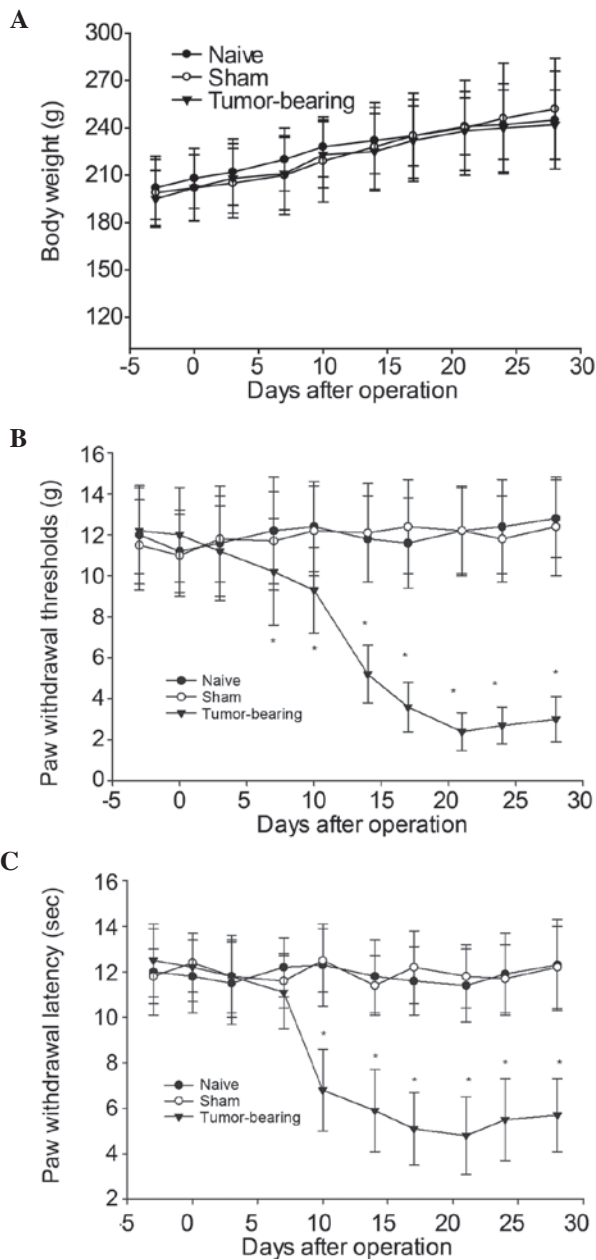 A
300
270
240
210
180
150
120
Body weight (g)
Naive
Sham
Tumor-bearing
-5 0 5 10 15 20 25 30
Days after operation
B
16
14
12
10
8
6
4
2
0
Paw withdrawal thresholds (g)
* * * * * * *
Naive
Sham
Tumor-bearing
-5 0 5 10 15 20 25 30
Days after operation
C
16
14
12
10
8
6
4
2
Paw withdrawal latency (sec)
* * * * * *
Naive
Sham
Tumor-bearing
-5 0 5 10 15 20 25 30
Days after operation